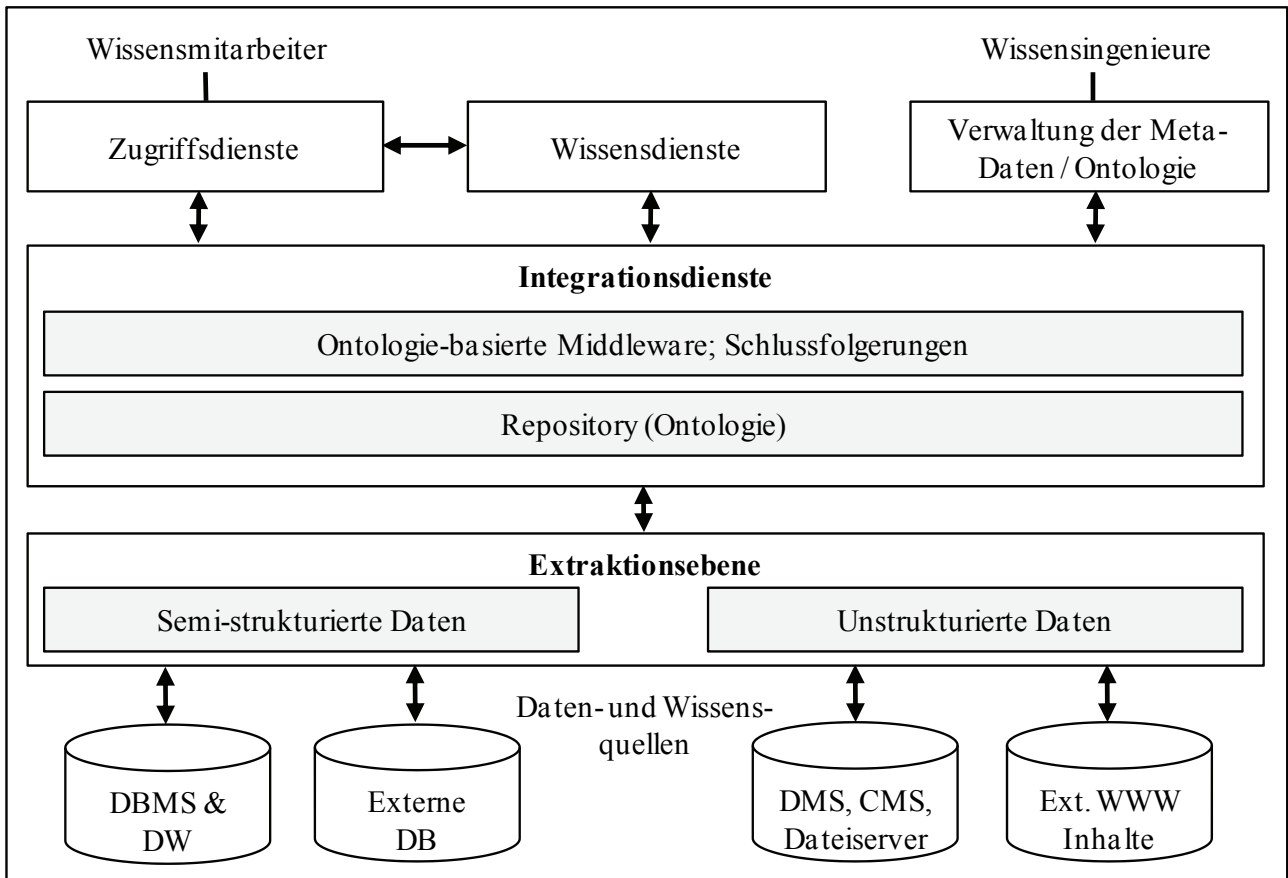 Wissensmitarbeiter
Wissensingenieure
Zugriffsdienste
Wissensdienste
Verwaltung der Meta-
Daten / Ontologie
Integrationsdienste
Ontologie-basierte Middleware; Schlussfolgerungen
Repository (Ontologie)
Extraktionsebene
Semi-strukturierte Daten
Unstrukturierte Daten
Daten- und Wissens-
quellen
DBMS &
DW
Externe
DB
DMS, CMS,
Dateiserver
Ext. WWW
Inhalte